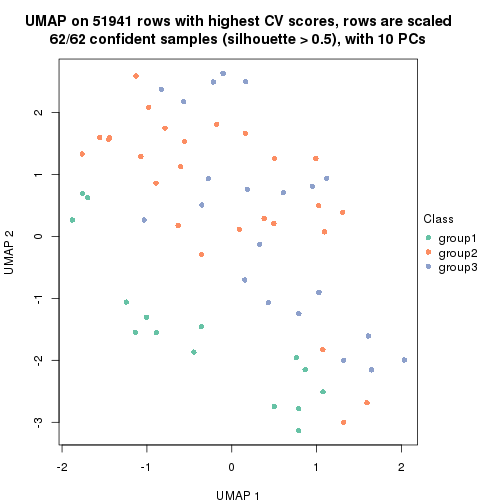 UMAP on 51941 rows with highest CV scores, rows are scaled
62/62 confident samples (silhouette > 0.5), with 10 PCs
2
1
0
-1
-2
-3
UMAP 2
-2
-1
0
1
2
UMAP 1
Class
group1
group2
group3